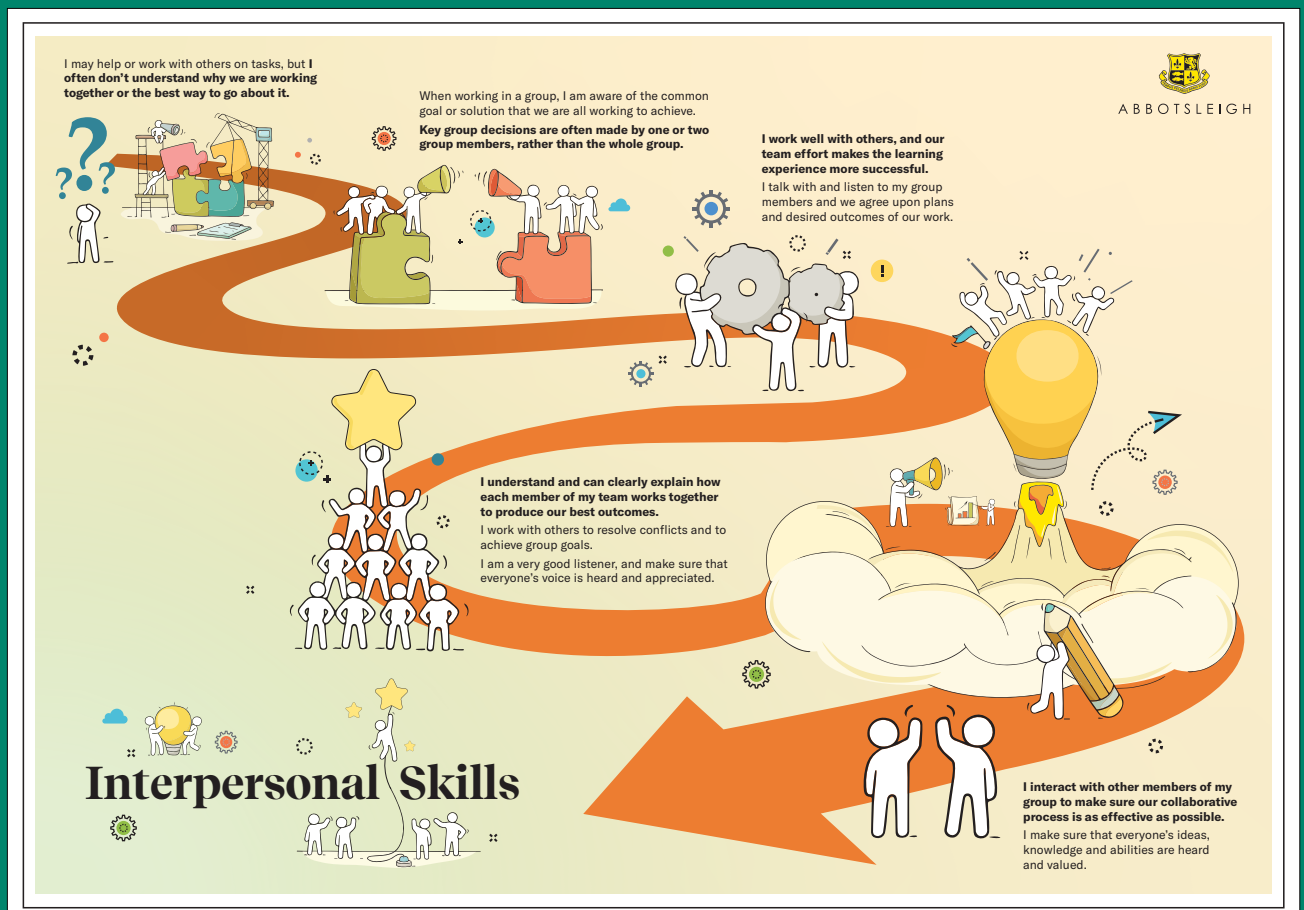 I may help or work with others on tasks, but I
often don't understand why we are working
together or the best way to go about it.
When working in a group, I am aware of the common
goal or solution that we are all working to achieve.
Key group decisions are often made by one or two
group members, rather than the whole group.
I work well with others, and our
team effort makes the learning
experience more successful.
I talk with and listen to my group
members and we agree upon plans
and desired outcomes of our work.
ABBOTSLEIGH
? ? ?
!
I understand and can clearly explain how
each member of my team works together
to produce our best outcomes.
I work with others to resolve conflicts and to
achieve group goals.
I am a very good listener, and make sure that
everyone's voice is heard and appreciated.
Interpersonal Skills
I interact with other members of my
group to make sure our collaborative
process is as effective as possible.
I make sure that everyone's ideas,
knowledge and abilities are heard
and valued.